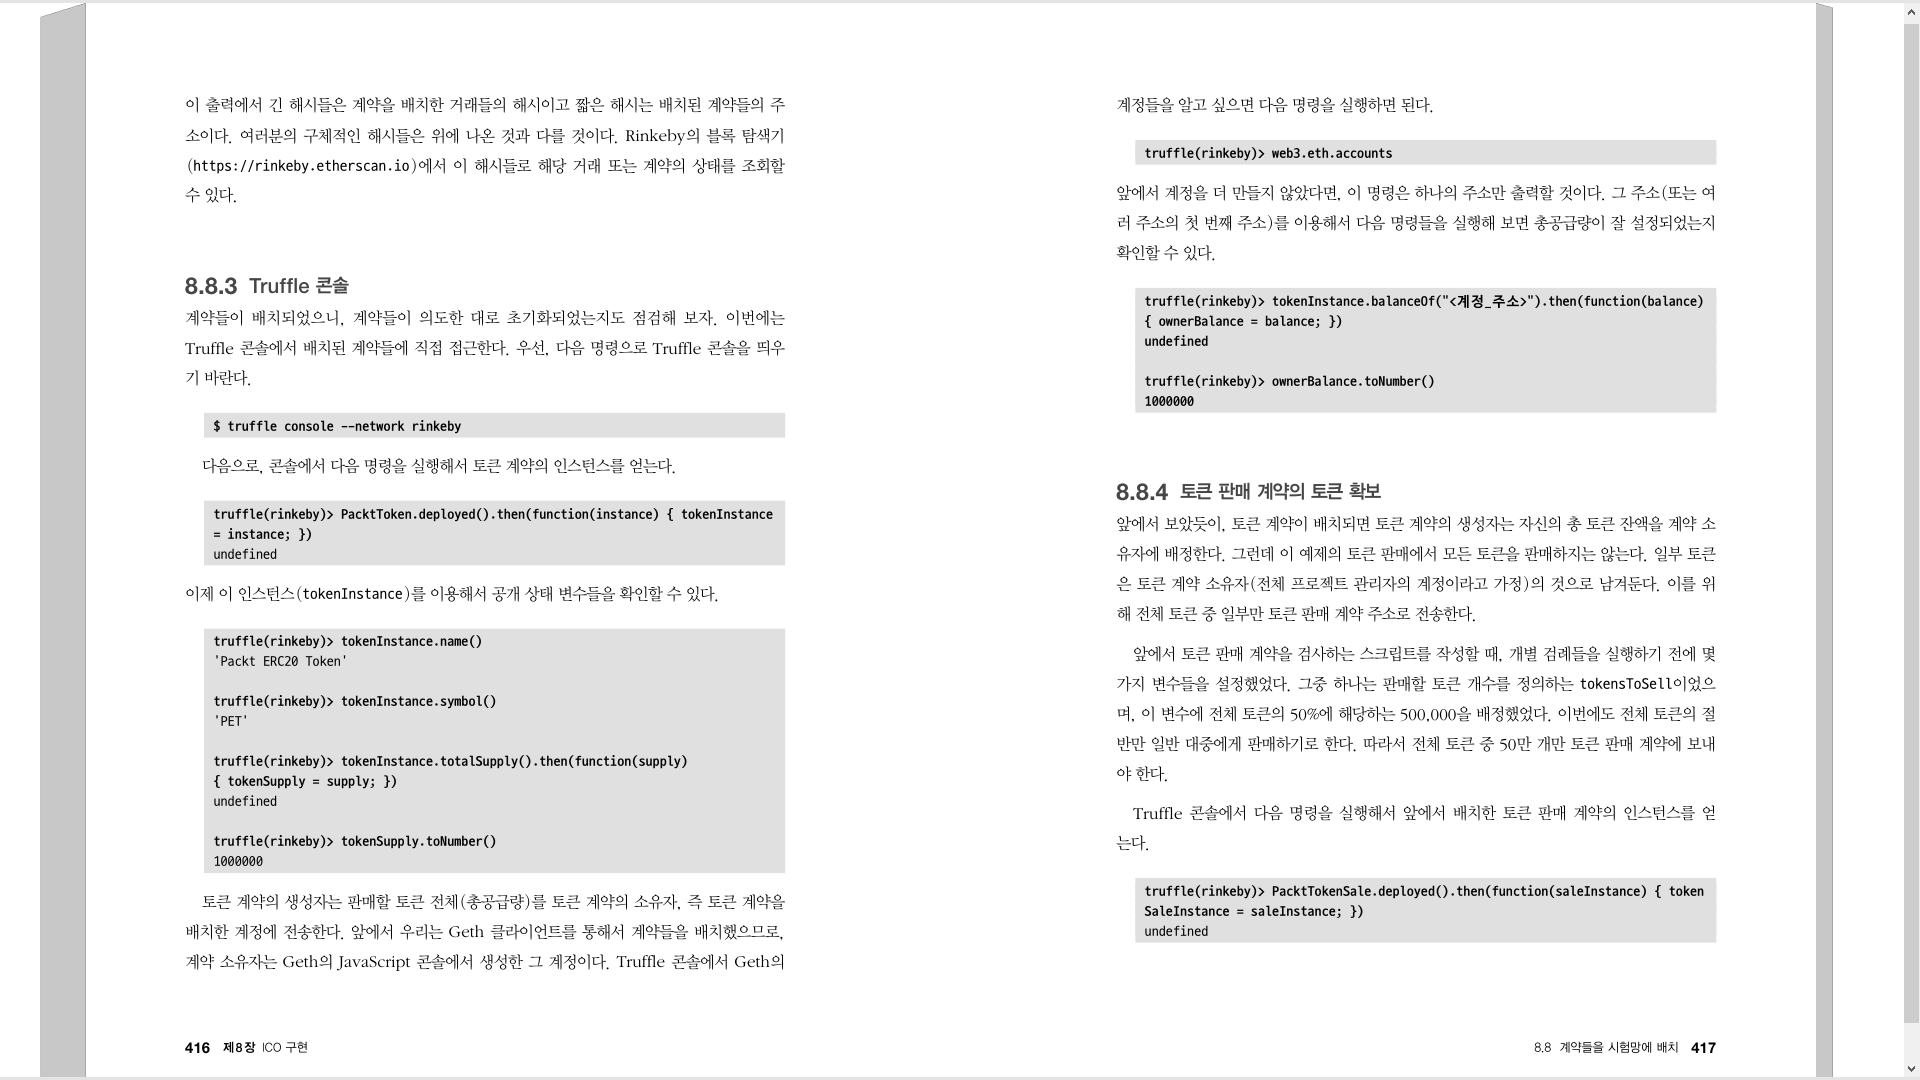 이 출력에서 긴 해시들은 계약을 배치한 거래들의 해시이고 짧은 해시는 배치된 계약들의 주
소이다. 여러분의 구체적인 해시들은 위에 나온 것과 다를 것이다. Rinkeby의 블록 탐색기
(https://rinkeby.etherscan.io)에서 이 해시들로 해당 거래 또는 계약의 상태를 조회할
수 있다.
8.8.3 Truffle 콘솔
계약들이 배치되었으니, 계약들이 의도한 대로 초기화되었는지도 점검해 보자. 이번에는
Truffle 콘솔에서 배치된 계약들에 직접 접근한다. 우선, 다음 명령으로 Truffle 콘솔을 띄우
기 바란다.
$ truffle console --network rinkeby
다음으로, 콘솔에서 다음 명령을 실행해서 토큰 계약의 인스턴스를 얻는다.
truffle(rinkeby)> PacktToken.deployed().then(function(instance) { tokenInstance
= instance; })
undefined
이제 이 인스턴스(tokenInstance)를 이용해서 공개 상태 변수들을 확인할 수 있다.
truffle(rinkeby)> tokenInstance.name()
'Packt ERC20 Token'
truffle(rinkeby)> tokenInstance.symbol()
'PET'
truffle(rinkeby)> tokenInstance.totalSupply().then(function(supply)
{ tokenSupply = supply; })
undefined
truffle(rinkeby)> tokenSupply.toNumber()
1000000
토큰 계약의 생성자는 판매할 토큰 전체(총공급량)를 토큰 계약의 소유자, 즉 토큰 계약을
배치한 계정에 전송한다. 앞에서 우리는 Geth 클라이언트를 통해서 계약들을 배치했으므로,
계약 소유자는 Geth의 JavaScript 콘솔에서 생성한 그 계정이다. Truffle 콘솔에서 Geth의
416 제8장 ICO 구현
계정들을 알고 싶으면 다음 명령을 실행하면 된다.
truffle(rinkeby)> web3.eth.accounts
앞에서 계정을 더 만들지 않았다면, 이 명령은 하나의 주소만 출력할 것이다. 그 주소(또는 여
러 주소의 첫 번째 주소)를 이용해서 다음 명령들을 실행해 보면 총공급량이 잘 설정되었는지
확인할 수 있다.
truffle(rinkeby)> tokenInstance.balanceOf("<계정_주소>").then(function(balance)
{ ownerBalance = balance; })
undefined
truffle(rinkeby)> ownerBalance.toNumber()
1000000
8.8.4 토큰 판매 계약의 토큰 확보
앞에서 보았듯이, 토큰 계약이 배치되면 토큰 계약의 생성자는 자신의 총 토큰 잔액을 계약 소
유자에 배정한다. 그런데 이 예제의 토큰 판매에서 모든 토큰을 판매하지는 않는다. 일부 토큰
은 토큰 계약 소유자(전체 프로젝트 관리자의 계정이라고 가정)의 것으로 남겨둔다. 이를 위
해 전체 토큰 중 일부만 토큰 판매 계약 주소로 전송한다.
앞에서 토큰 판매 계약을 검사하는 스크립트를 작성할 때, 개별 검례들을 실행하기 전에 몇
가지 변수들을 설정했었다. 그중 하나는 판매할 토큰 개수를 정의하는 tokensToSell이었으
며, 이 변수에 전체 토큰의 50%에 해당하는 500,000을 배정했었다. 이번에도 전체 토큰의 절
반만 일반 대중에게 판매하기로 한다. 따라서 전체 토큰 중 50만 개만 토큰 판매 계약에 보내
야 한다.
Truffle 콘솔에서 다음 명령을 실행해서 앞에서 배치한 토큰 판매 계약의 인스턴스를 얻
는다.
truffle(rinkeby)> PacktTokenSale.deployed().then(function(saleInstance) { token
SaleInstance = saleInstance; })
undefined
8.8 계약들을 시험망에 배치 417